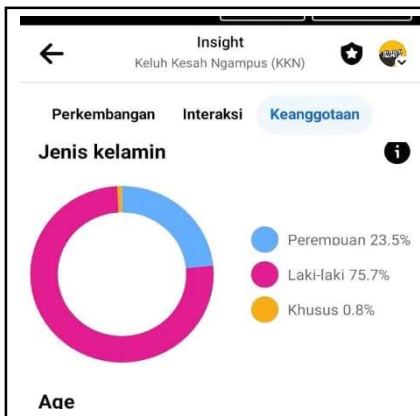 Insight
Keluh Kesah Ngampus (KKN)
Perkembangan Interaksi Keanggotaan
Jenis kelamin
Perempuan 23.5%
Laki-laki 75.7%
Khusus 0.8%
Age